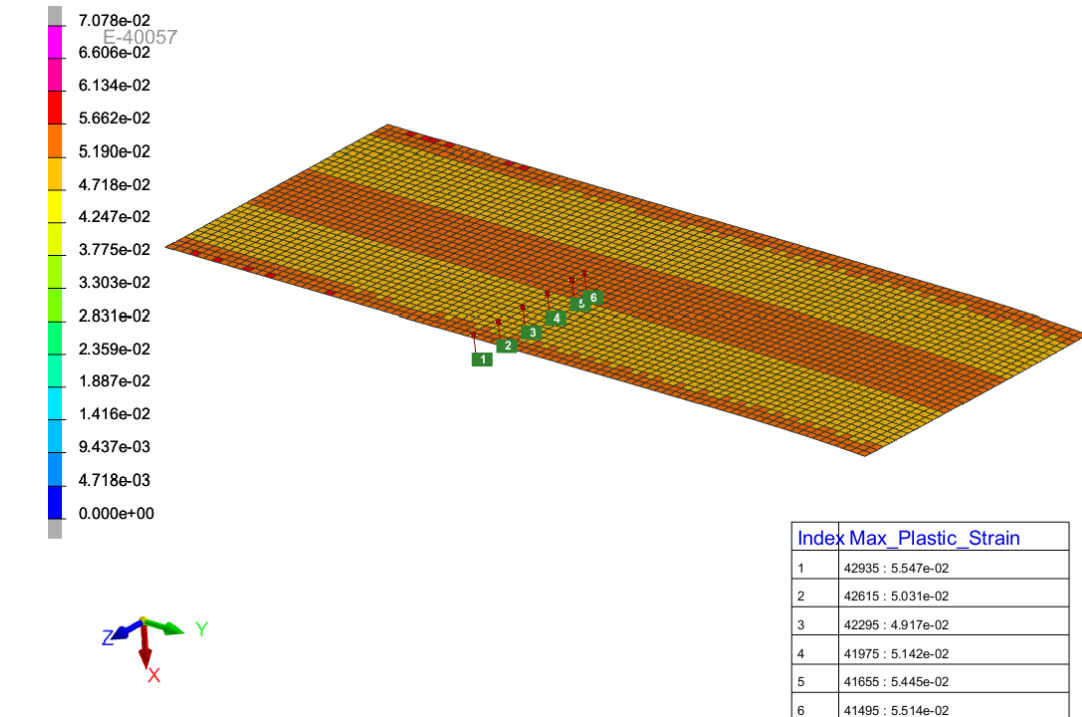 7.078e-02
E-40057
6.606e-02
6.134e-02
5.662e-02
5.190e-02
4.718e-02
4.247e-02
3.775e-02
3.303e-02
2.831e-02
2.359e-02
1.887e-02
1.416e-02
9.437e-03
4.718e-03
0.000e+00
6
5
4
3
2
1
Index Max_Plastic_Strain
1 42935 : 5.547e-02
2 42615 : 5.031e-02
3 42295 : 4.917e-02
4 41975 : 5.142e-02
5 41655 : 5.445e-02
6 41495 : 5.514e-02
Z Y
X